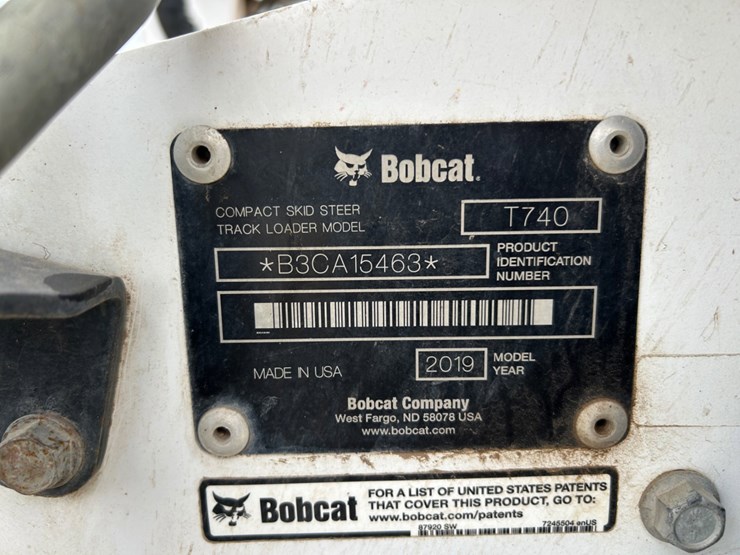 Bobcat.
COMPACT SKID STEER
TRACK LOADER MODEL
T740
*B3CA15463*
PRODUCT
IDENTIFICATION
NUMBER
MADE IN USA
2019
MODEL
YEAR
Bobcat Company
West Fargo, ND 58078 USA
www.bobcat.com
Bobcat
FOR A LIST OF UNITED STATES PATENTS
THAT COVER THIS PRODUCT, GO TO:
www.bobcat.com/patents
87920 SW
7245504 enUS